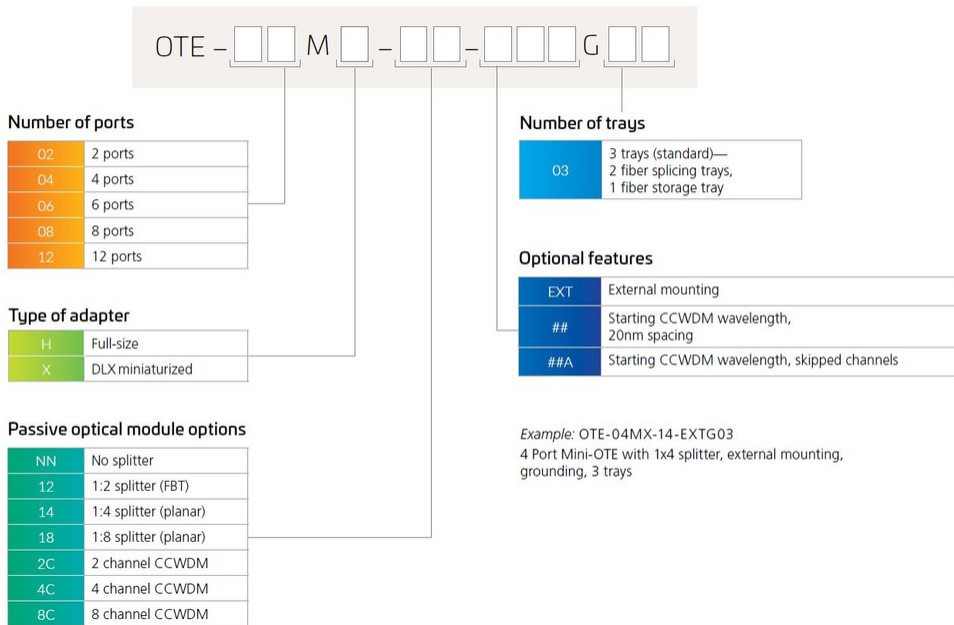 OTE – M – – G
Number of ports
02 2 ports
04 4 ports
06 6 ports
08 8 ports
12 12 ports
Type of adapter
H Full-size
X DLX miniaturized
Passive optical module options
NN No splitter
12 1:2 splitter (FBT)
14 1:4 splitter (planar)
18 1:8 splitter (planar)
2C 2 channel CCWDM
4C 4 channel CCWDM
8C 8 channel CCWDM
Number of trays
03 3 trays (standard)—
2 fiber splicing trays,
1 fiber storage tray
Optional features
EXT External mounting
## Starting CCWDM wavelength,
20nm spacing
##A Starting CCWDM wavelength, skipped channels
Example: OTE-04MX-14-EXTG03
4 Port Mini-OTE with 1x4 splitter, external mounting,
grounding, 3 trays